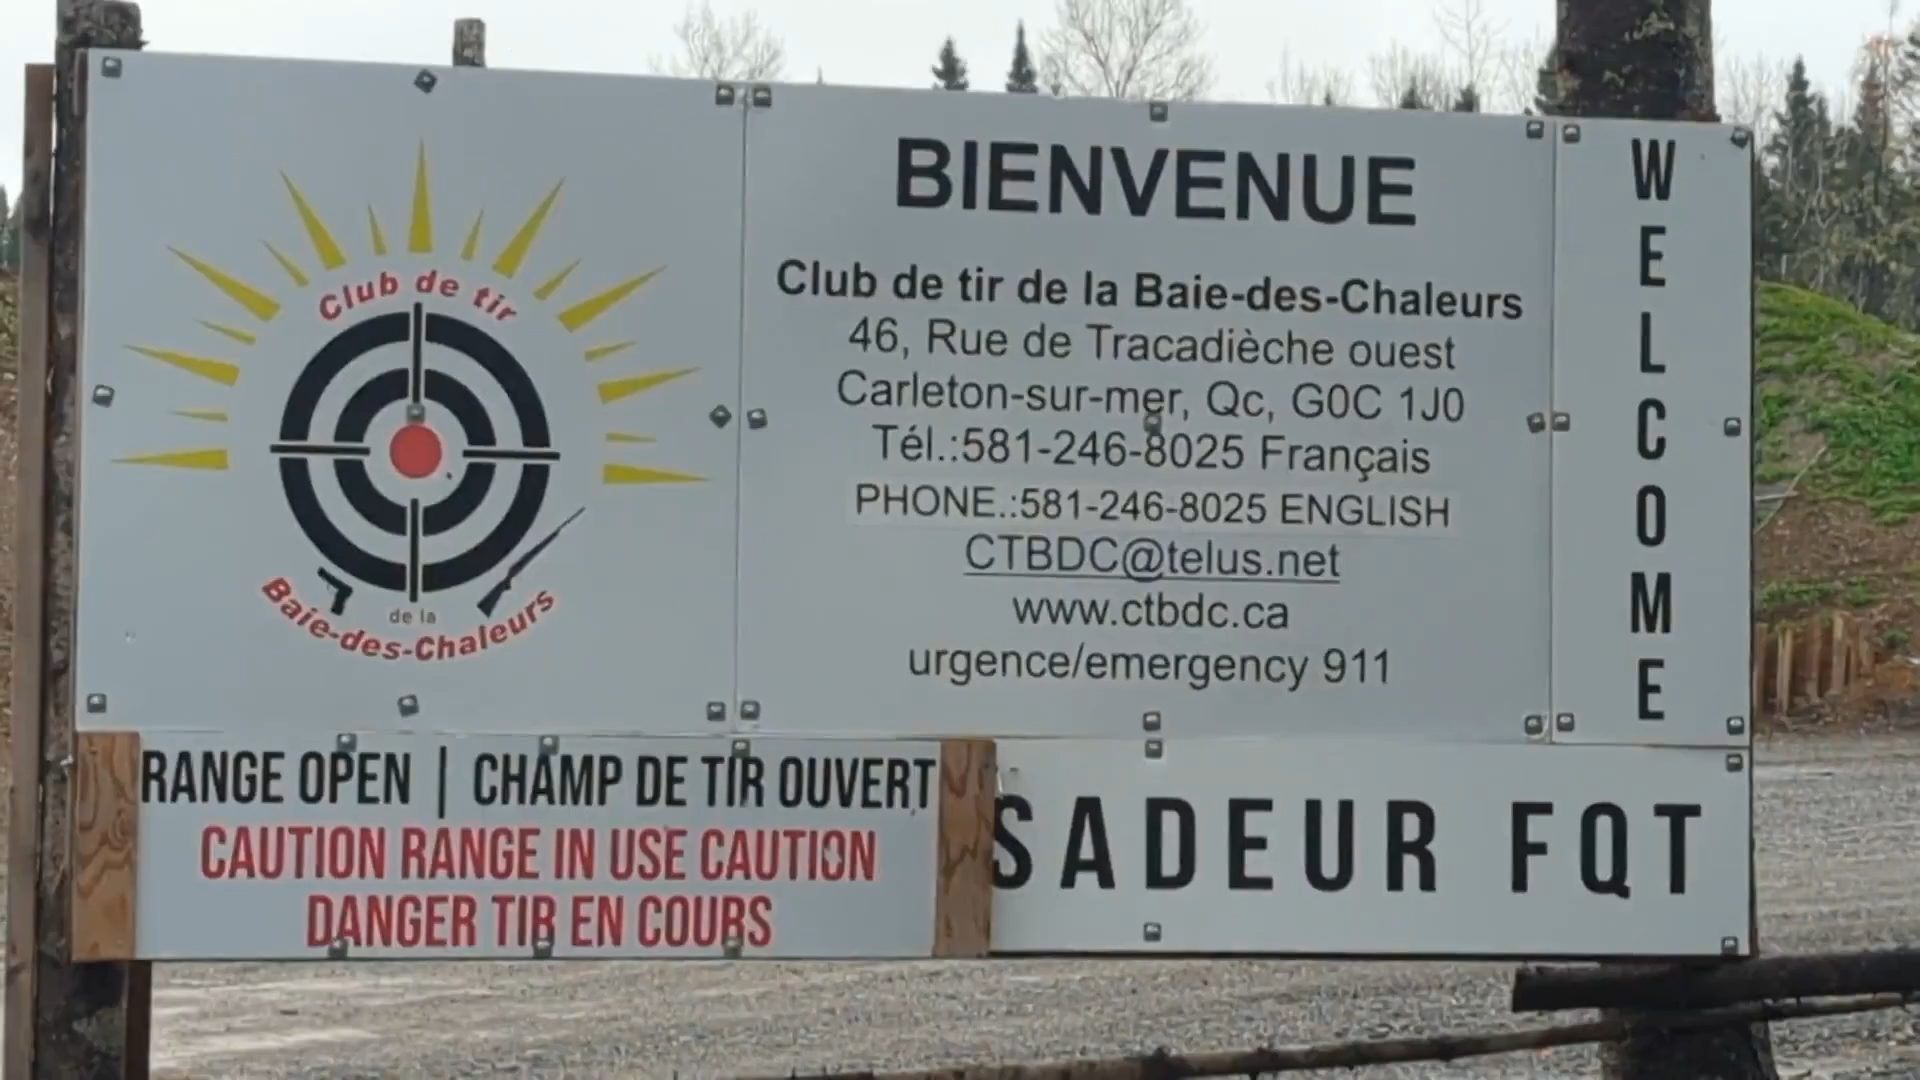 Club de tir
de la
Baie-des-Chaleurs
BIENVENUE
Club de tir de la Baie-des-Chaleurs
46, Rue de Tracadièche ouest
Carleton-sur-mer, Qc, G0C 1J0
Tél.:581-246-8025 Français
PHONE.:581-246-8025 ENGLISH
CTBDC@telus.net
www.ctbdc.ca
urgence/emergency 911
WELCOME
RANGE OPEN | CHAMP DE TIR OUVERT
CAUTION RANGE IN USE CAUTION
DANGER TIR EN COURS
SADEUR FQT